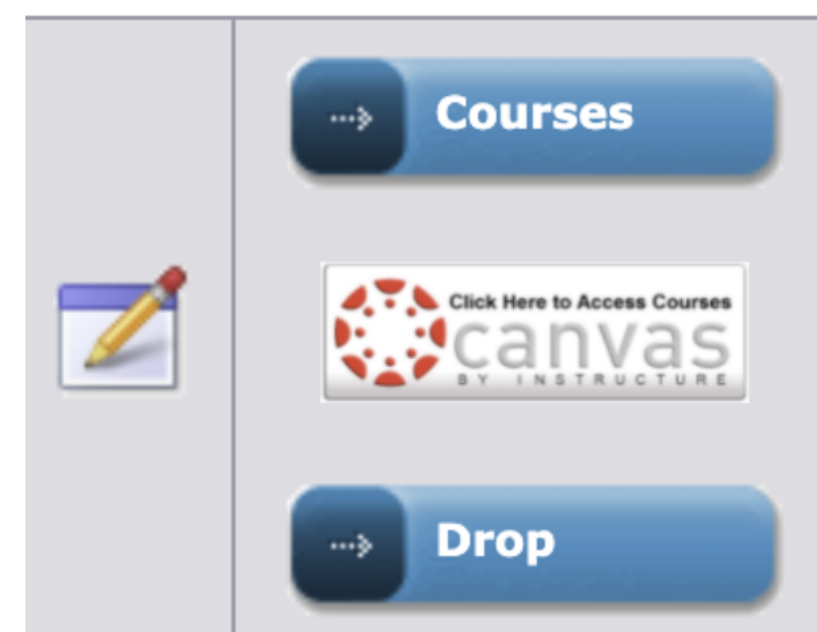 Courses
Click Here to Access Courses
canvas
BY INSTRUCTURE
Drop